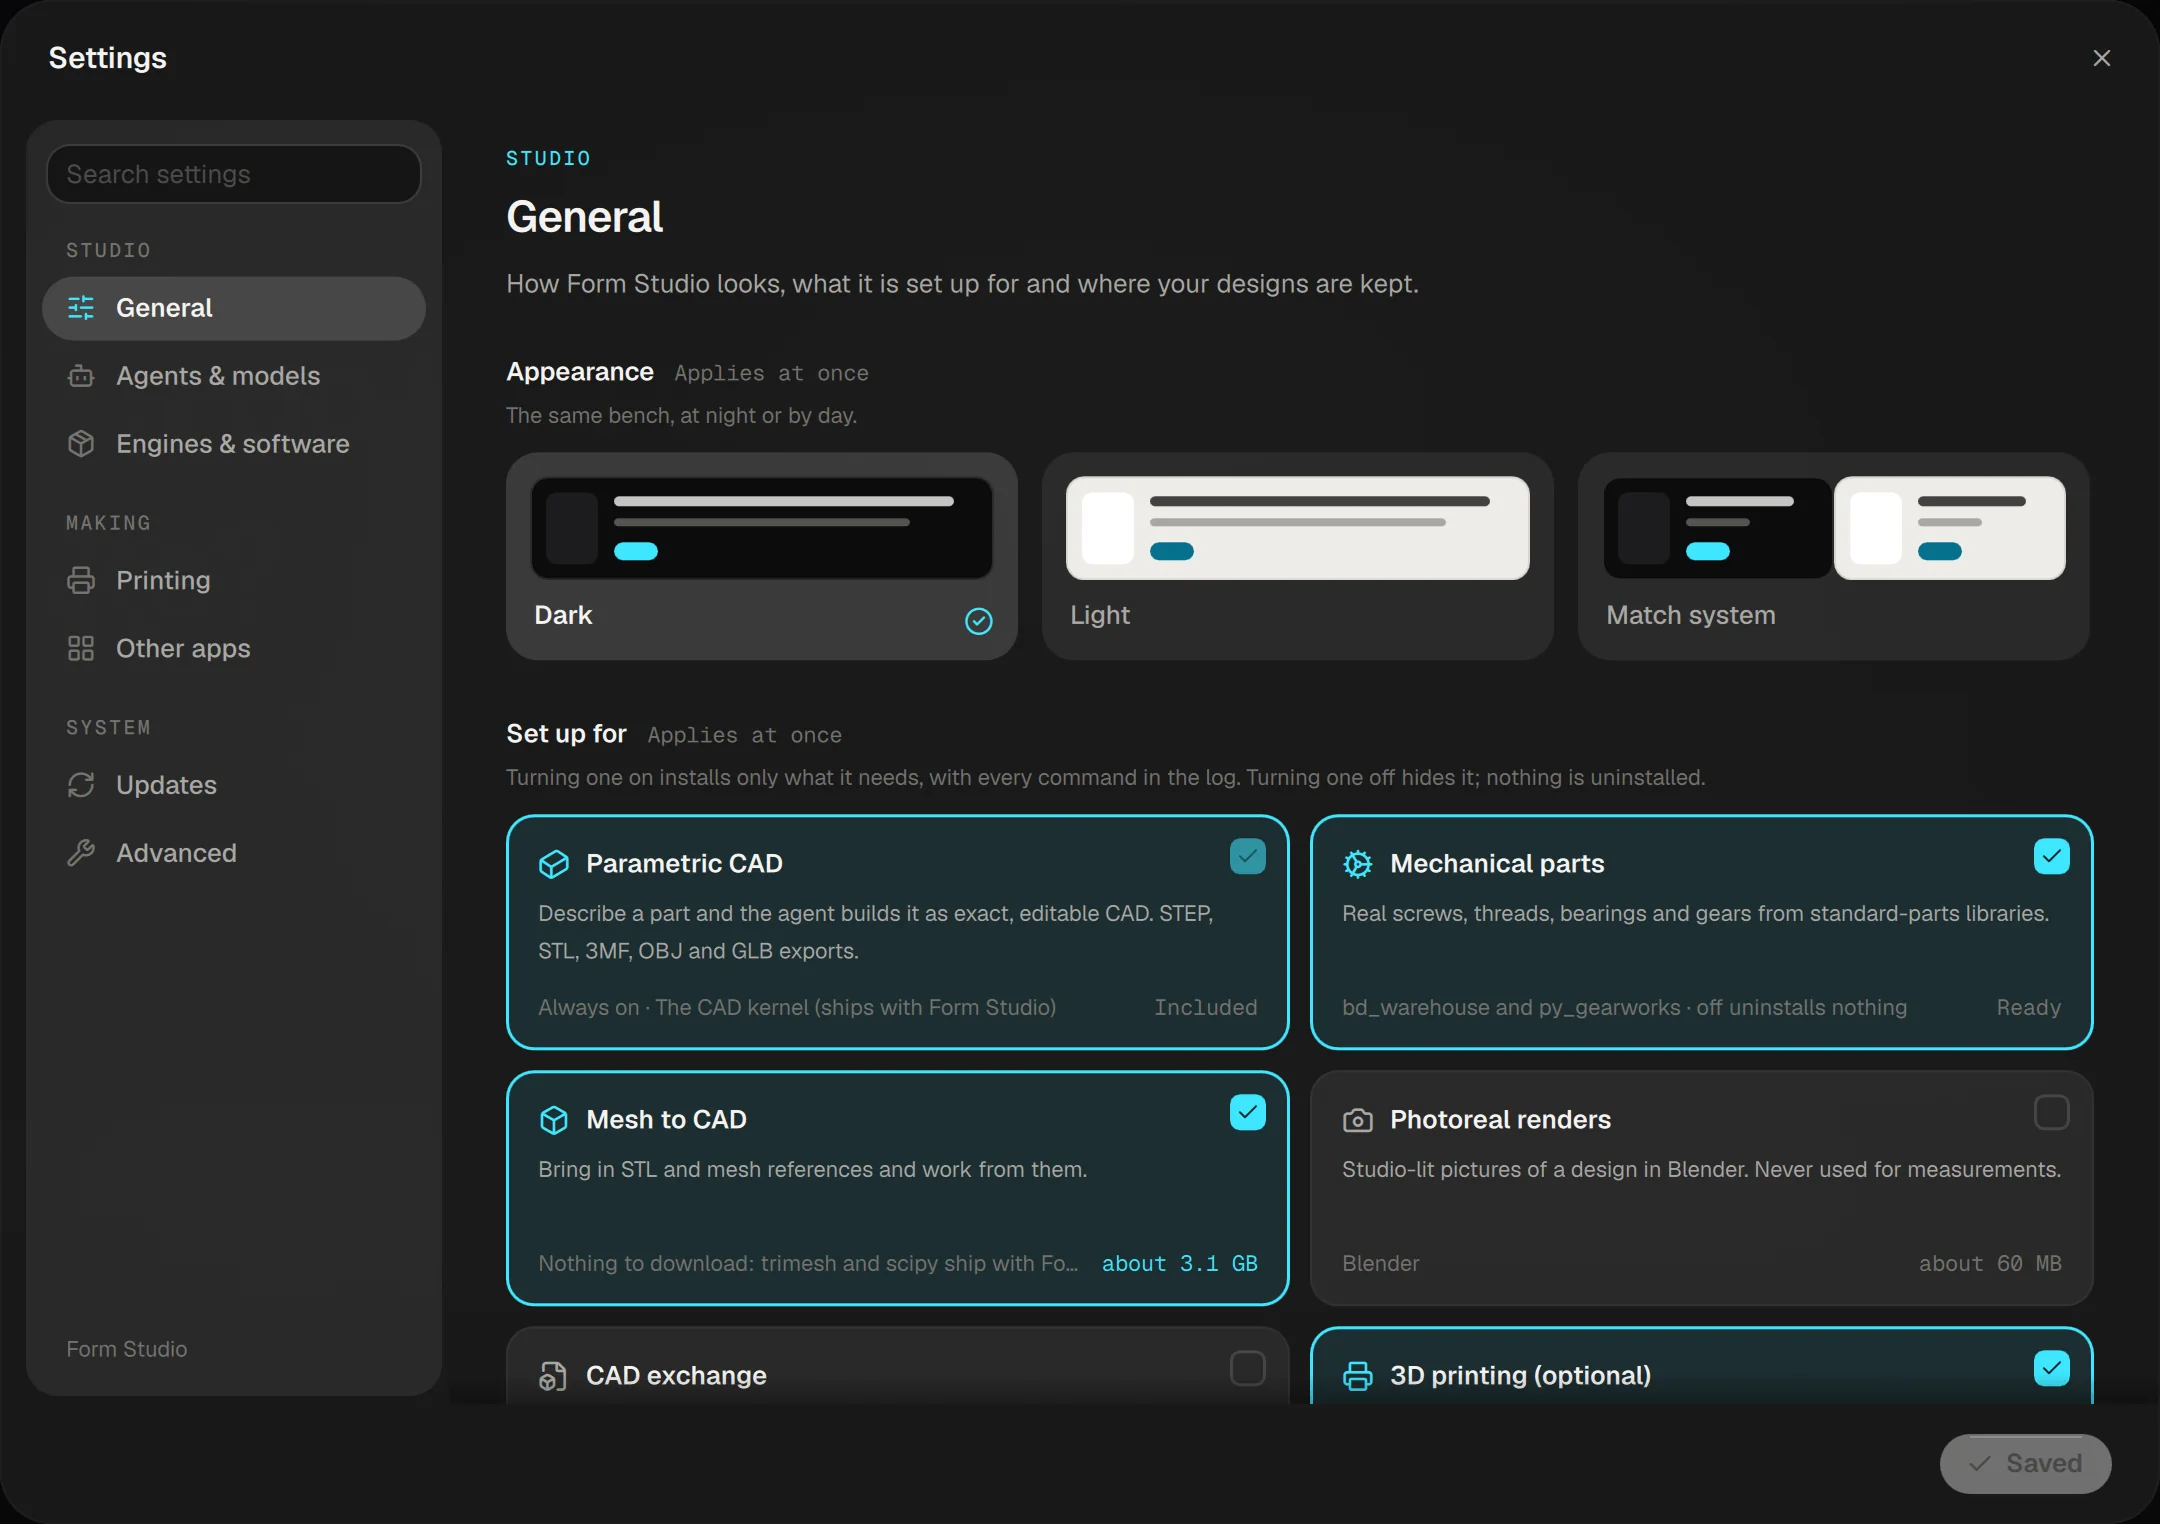 Settings
Search settings
STUDIO
General
Agents & models
Engines & software
MAKING
Printing
Other apps
SYSTEM
Updates
Advanced
Form Studio
STUDIO
General
How Form Studio looks, what it is set up for and where your designs are kept.
Appearance Applies at once
The same bench, at night or by day.
Dark
Light
Match system
Set up for Applies at once
Turning one on installs only what it needs, with every command in the log. Turning one off hides it; nothing is uninstalled.
Parametric CAD
Describe a part and the agent builds it as exact, editable CAD. STEP,
STL, 3MF, OBJ and GLB exports.
Always on · The CAD kernel (ships with Form Studio) Included
Mechanical parts
Real screws, threads, bearings and gears from standard-parts libraries.
bd_warehouse and py_gearworks · off uninstalls nothing Ready
Mesh to CAD
Bring in STL and mesh references and work from them.
Nothing to download: trimesh and scipy ship with Fo... about 3.1 GB
Photoreal renders
Studio-lit pictures of a design in Blender. Never used for measurements.
Blender about 60 MB
CAD exchange
3D printing (optional)
Saved